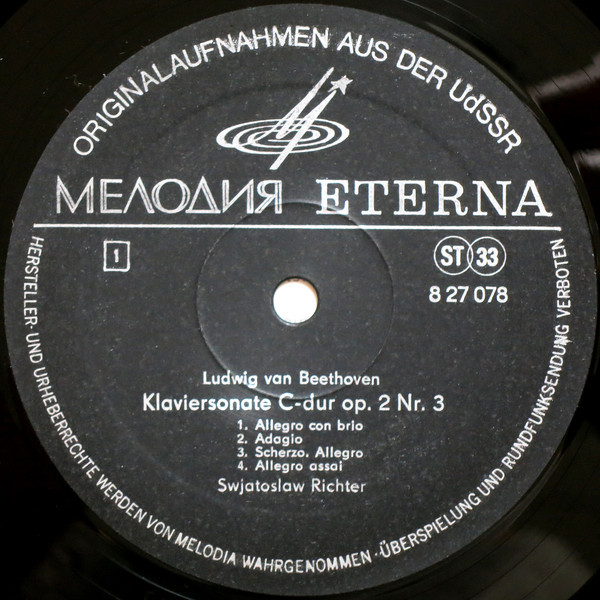 ORIGINALAUFNAHMEN AUS DER UdSSR
МЕЛОДИЯ ETERNA
1
ST 33
8 27 078
Ludwig van Beethoven
Klaviersonate C-dur op. 2 Nr. 3
1. Allegro con brio
2. Adagio
3. Scherzo. Allegro
4. Allegro assai
Swjatoslaw Richter
HERSTELLER- UND URHEBERRECHTE WERDEN VON MELODIA WAHRGENOMMEN · ÜBERSPIELUNG UND RUNDFUNKSENDUNG VERBOTEN